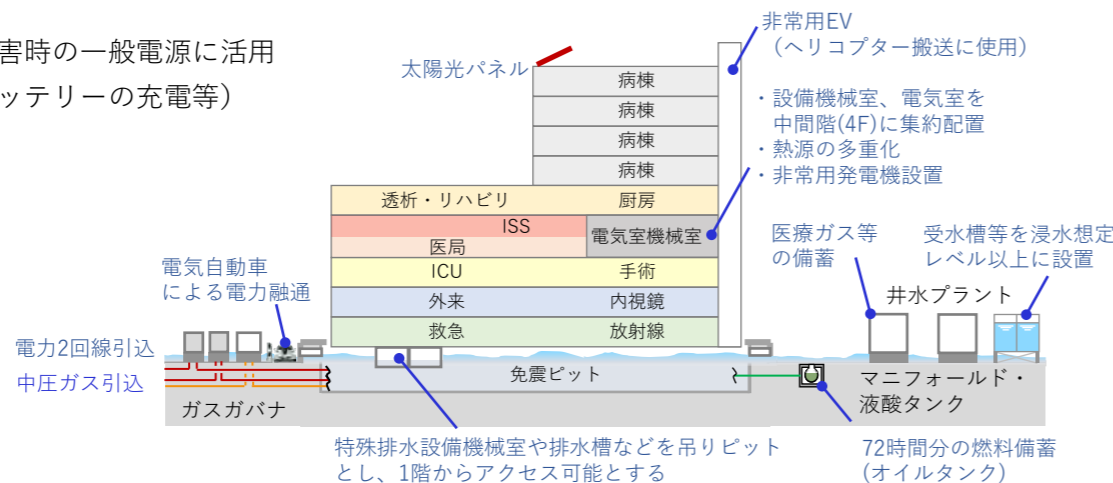 害時の一般電源に活用
ッテリーの充電等）
非常用EV
（ヘリコプター搬送に使用）
太陽光パネル
・設備機械室、電気室を
中間階(4F)に集約配置
・熱源の多重化
・非常用発電機設置
病棟
病棟
病棟
病棟
透析・リハビリ 厨房
ISS
医局
電気室機械室
ICU 手術
外来 内視鏡
救急 放射線
電気自動車
による電力融通
医療ガス等
の備蓄
受水槽等を浸水想定
レベル以上に設置
井水プラント
電力2回線引込
中圧ガス引込
ガスガバナ
免震ピット
マニフォールド・
液酸タンク
特殊排水設備機械室や排水槽などを吊りピット
とし、1階からアクセス可能とする
72時間分の燃料備蓄
(オイルタンク)